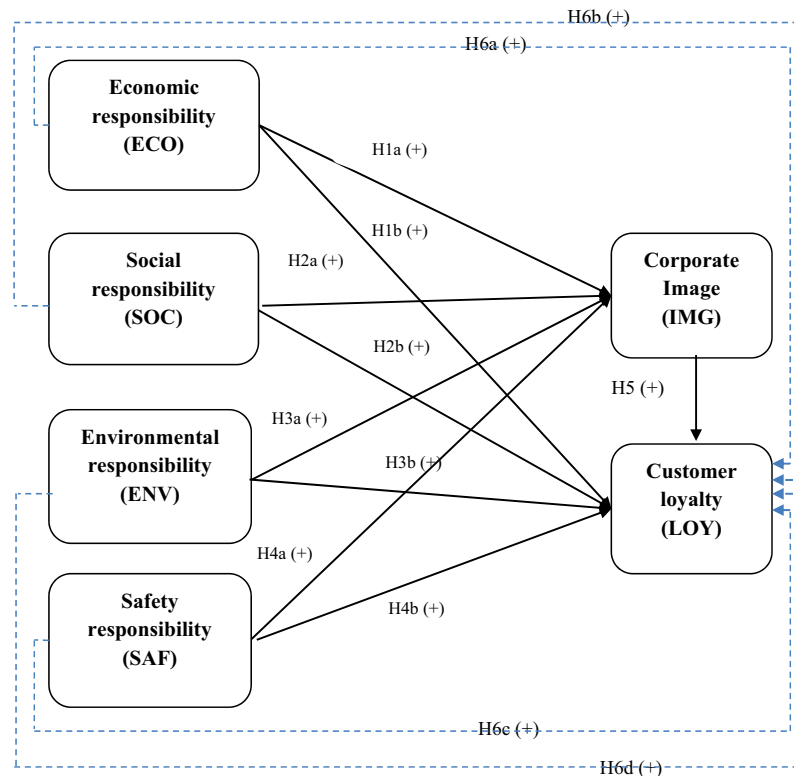 H6b (+)
H6a (+)
Economic
responsibility
(ECO)
H1a (+)
H1b (+)
Social
responsibility
(SOC)
H2a (+)
Corporate
Image
(IMG)
H2b (+)
H5 (+)
Environmental
responsibility
(ENV)
H3a (+)
H3b (+)
Customer
loyalty
(LOY)
H4a (+)
Safety
responsibility
(SAF)
H4b (+)
H6c (+)
H6d (+)